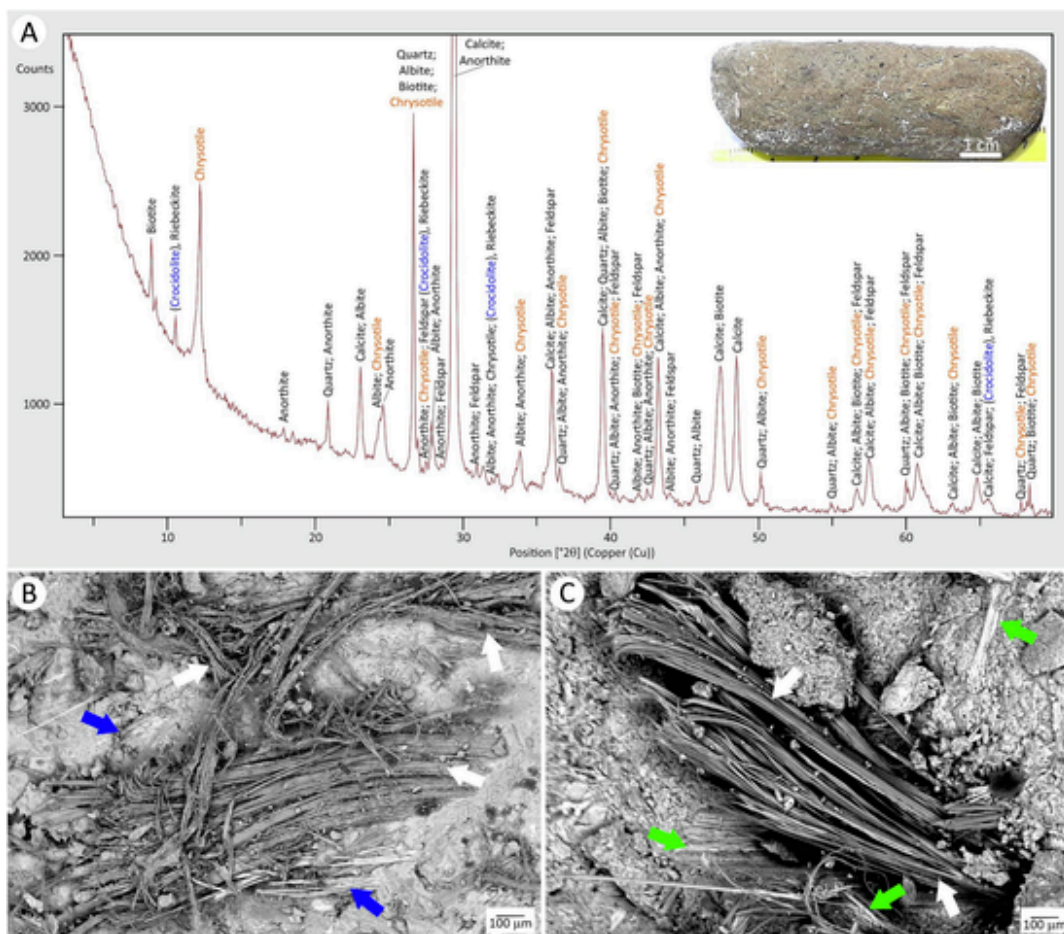 A
Counts
3000
2000
1000
10
20
30
40
50
60
Position [°2θ] (Copper (Cu))
Biotite
(Crocidolite), Riebeckite
Chrysotile
Anorthite
Quartz; Anorthite
Calcite; Albite
Albite; Chrysotile
Anorthite
Quartz;
Albite;
Biotite;
Chrysotile
Anorthite; Chrysotile; Feldspar (Crocidolite), Riebeckite
Anorthite; Feldspar
Albite; Anorthite
Calcite;
Anorthite
Anorthite; Feldspar
Albite; Anorthite; Chrysotile; (Crocidolite), Riebeckite
Albite; Anorthite; Chrysotile
Calcite; Albite; Anorthite; Feldspar
Quartz; Albite; Anorthite; Chrysotile
Calcite; Quartz; Albite; Biotite; Chrysotile
Quartz; Albite; Anorthite; Chrysotile; Feldspar
Albite; Anorthite; Biotite; Feldspar
Quartz; Albite; Anorthite; Chrysotile
Calcite; Albite; Anorthite; Chrysotile
Albite; Anorthite; Feldspar
Quartz; Albite
Calcite; Biotite
Calcite
Quartz; Albite; Chrysotile
Quartz; Albite; Chrysotile
Calcite; Albite; Biotite; Chrysotile; Feldspar
Calcite; Albite; Chrysotile; Feldspar
Quartz; Albite; Biotite; Chrysotile; Feldspar
Calcite; Albite; Biotite; Chrysotile; Feldspar
Calcite; Albite; Biotite; Chrysotile
Calcite; Albite; Biotite
Calcite; Feldspar; (Crocidolite), Riebeckite
Quartz; Chrysotile; Feldspar
Quartz; Biotite; Chrysotile
1 cm
B
100 µm
C
100 µm